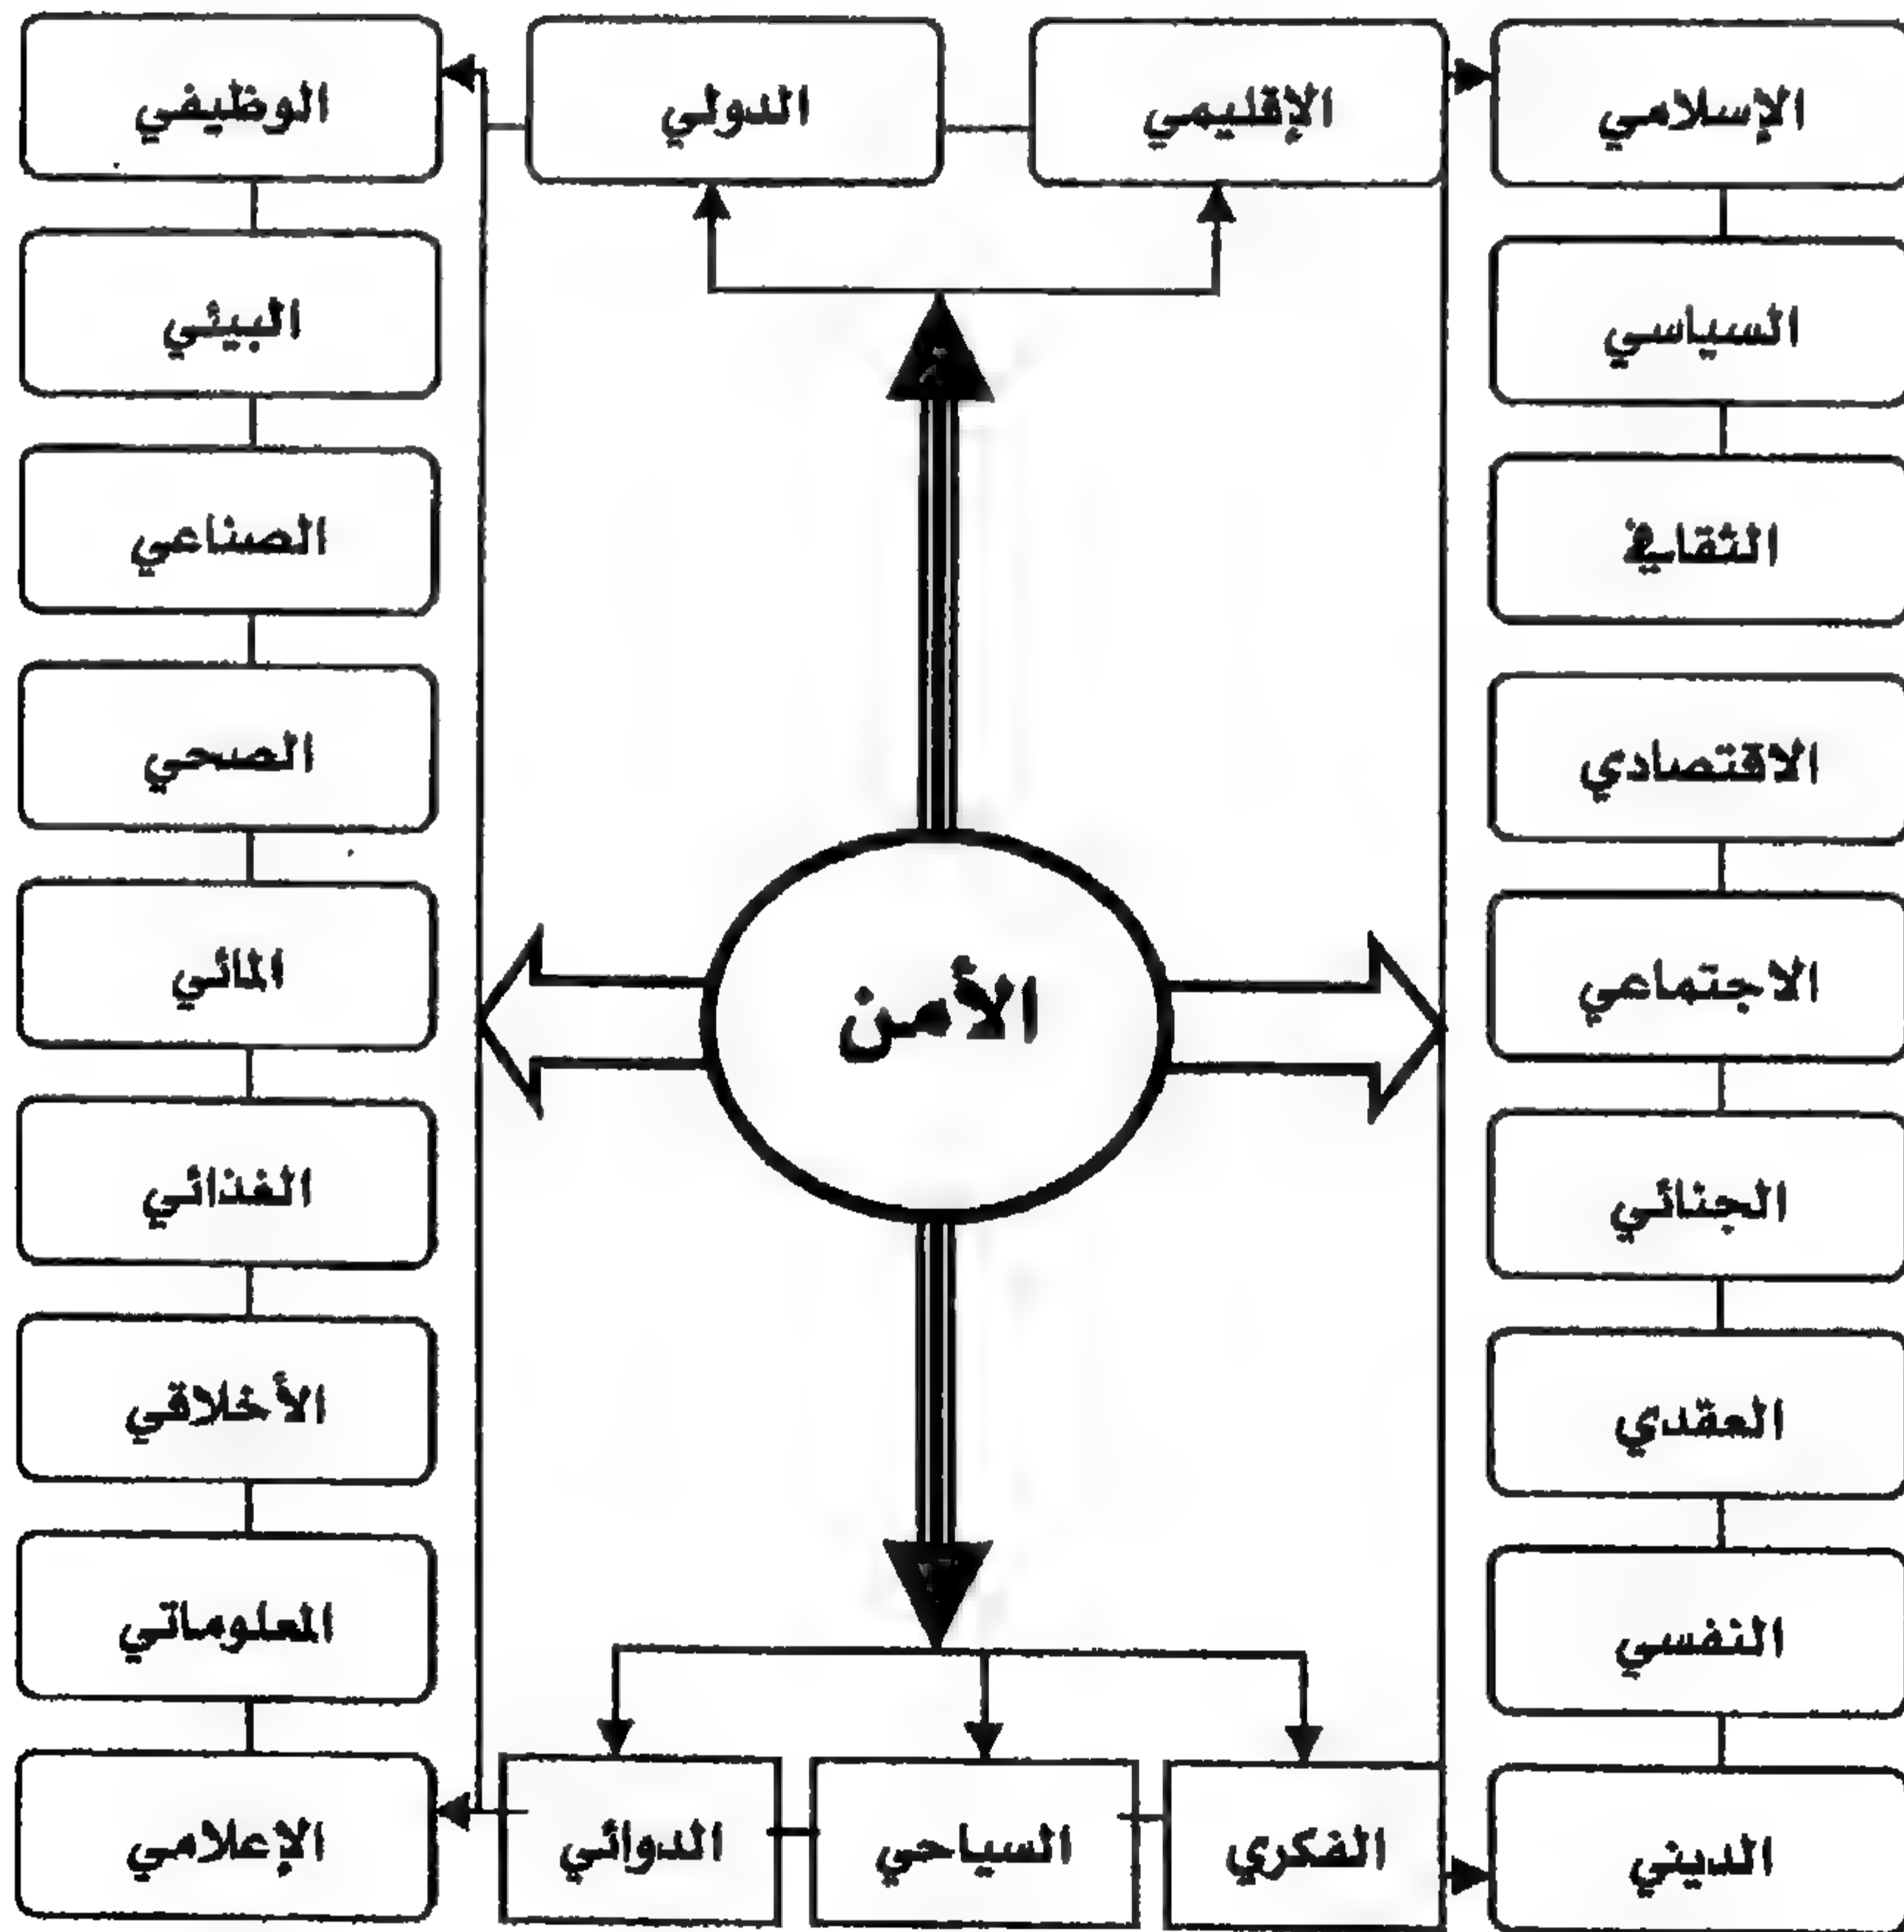 الإسلامي
الإقليمي
الدولي
الوظيفي
السياسي
البيئي
الثقافي
الصناعي
الاقتصادي
الصحي
الاجتماعي
الأمن
المائي
الجنائي
الغذائي
العقدي
الأخلاقي
النفسي
المعلوماتي
الديني
الفكري
السياحي
الدوائي
الإعلامي